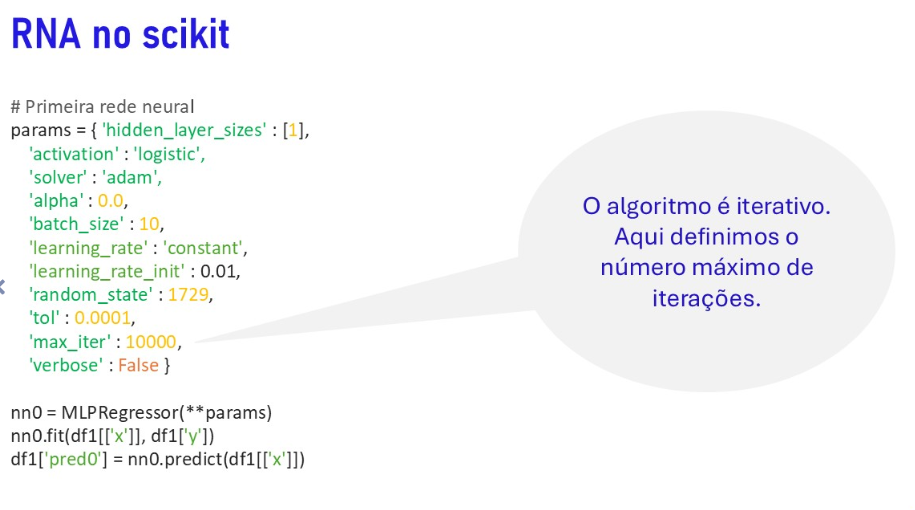 RNA no scikit
# Primeira rede neural
params = { 'hidden_layer_sizes' : [1],
'activation' : 'logistic',
'solver' : 'adam',
'alpha' : 0.0,
'batch_size' : 10,
'learning_rate' : 'constant',
'learning_rate_init' : 0.01,
'random_state' : 1729,
'tol' : 0.0001,
'max_iter' : 10000,
'verbose' : False }
nn0 = MLPRegressor(**params)
nn0.fit(df1[['x']], df1['y'])
df1['pred0'] = nn0.predict(df1[['x']])
O algoritmo é iterativo.
Aqui definimos o
número máximo de
iterações.